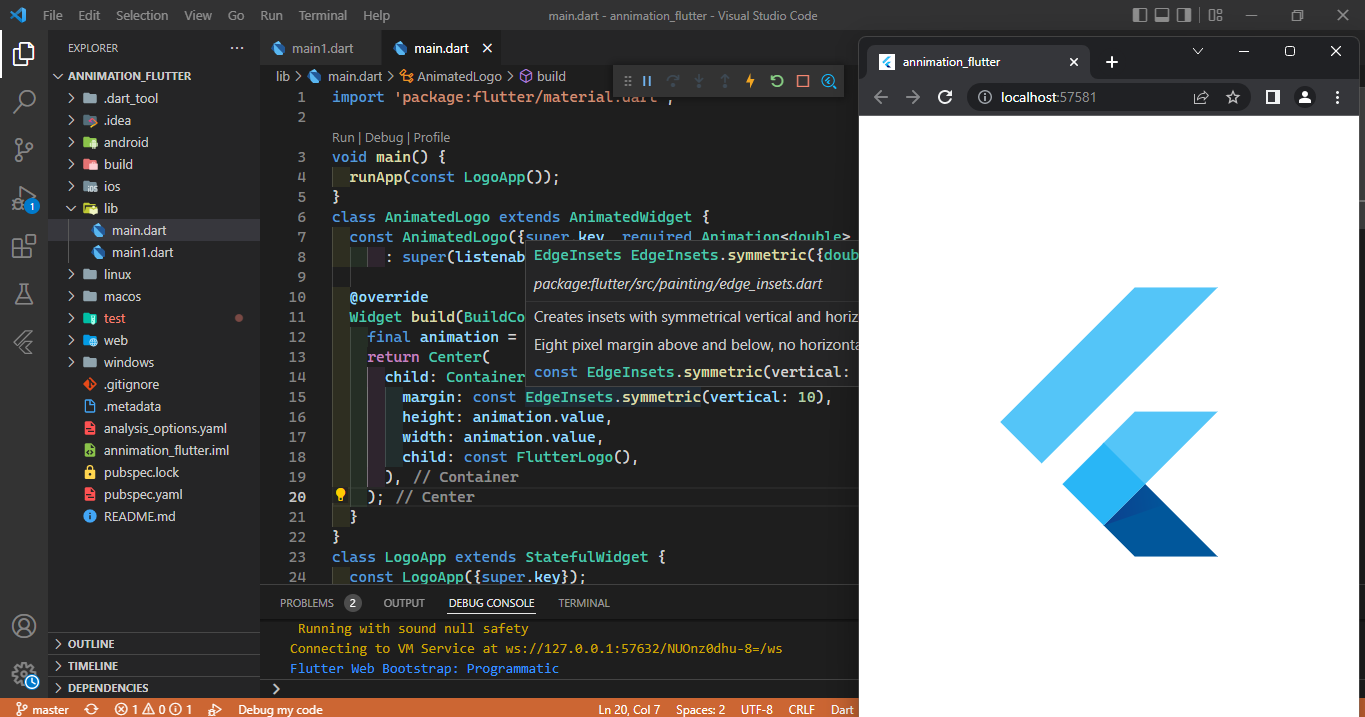 File Edit Selection View Go Run Terminal Help
main.dart - annimation_flutter - Visual Studio Code
EXPLORER
ANNIMATION_FLUTTER
.dart_tool
.idea
android
build
ios
lib
main.dart
main1.dart
linux
macos
test
web
windows
.gitignore
.metadata
analysis_options.yaml
annimation_flutter.iml
pubspec.lock
pubspec.yaml
README.md
OUTLINE
TIMELINE
DEPENDENCIES
1
main1.dart
main.dart
lib > main.dart > AnimatedLogo > build
1 import 'package:flutter/material.dart';
2
Run | Debug | Profile
3 void main() {
4 runApp(const LogoApp());
5 }
6 class AnimatedLogo extends AnimatedWidget {
7 const AnimatedLogo({super.key, required Animation<double>
8 : super(listenab
9
10 @override
11 Widget build(BuildCo
12 final animation =
13 return Center(
14 child: Container
15 margin: const EdgeInsets.symmetric(vertical: 10),
16 height: animation.value,
17 width: animation.value,
18 child: const FlutterLogo(),
19 ), // Container
20 ); // Center
21 }
22 }
23 class LogoApp extends StatefulWidget {
24 const LogoApp({super.key});
EdgeInsets EdgeInsets.symmetric({doub
package:flutter/src/painting/edge_insets.dart
Creates insets with symmetrical vertical and horiz
Eight pixel margin above and below, no horizonta
const EdgeInsets.symmetric(vertical:
PROBLEMS 2 OUTPUT DEBUG CONSOLE TERMINAL
Running with sound null safety
Connecting to VM Service at ws://127.0.0.1:57632/NUOnz0dhu-8=/ws
Flutter Web Bootstrap: Programmatic
>
master 1 0 1 Debug my code Ln 20, Col 7 Spaces: 2 UTF-8 CRLF Dart
annimation_flutter
localhost:57581